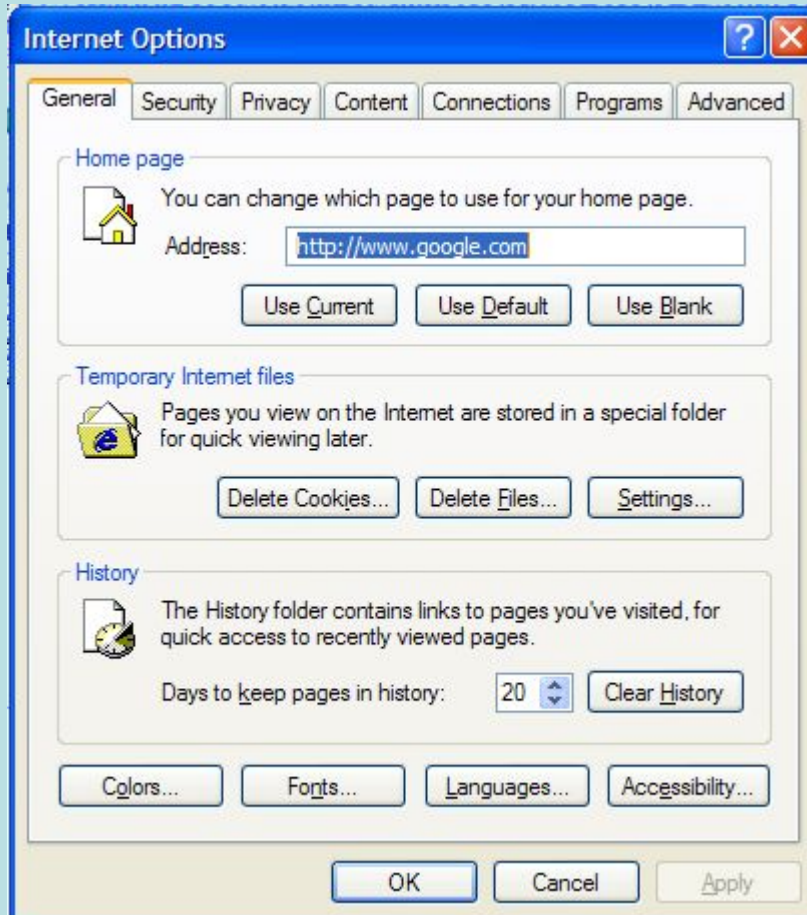 Internet Options
General Security Privacy Content Connections Programs Advanced
Home page
You can change which page to use for your home page.
Address: http://www.google.com
Use Current Use Default Use Blank
Temporary Internet files
Pages you view on the Internet are stored in a special folder
for quick viewing later.
Delete Cookies... Delete Files... Settings...
History
The History folder contains links to pages you've visited, for
quick access to recently viewed pages.
Days to keep pages in history: 20 Clear History
Colors... Fonts... Languages... Accessibility...
OK Cancel Apply